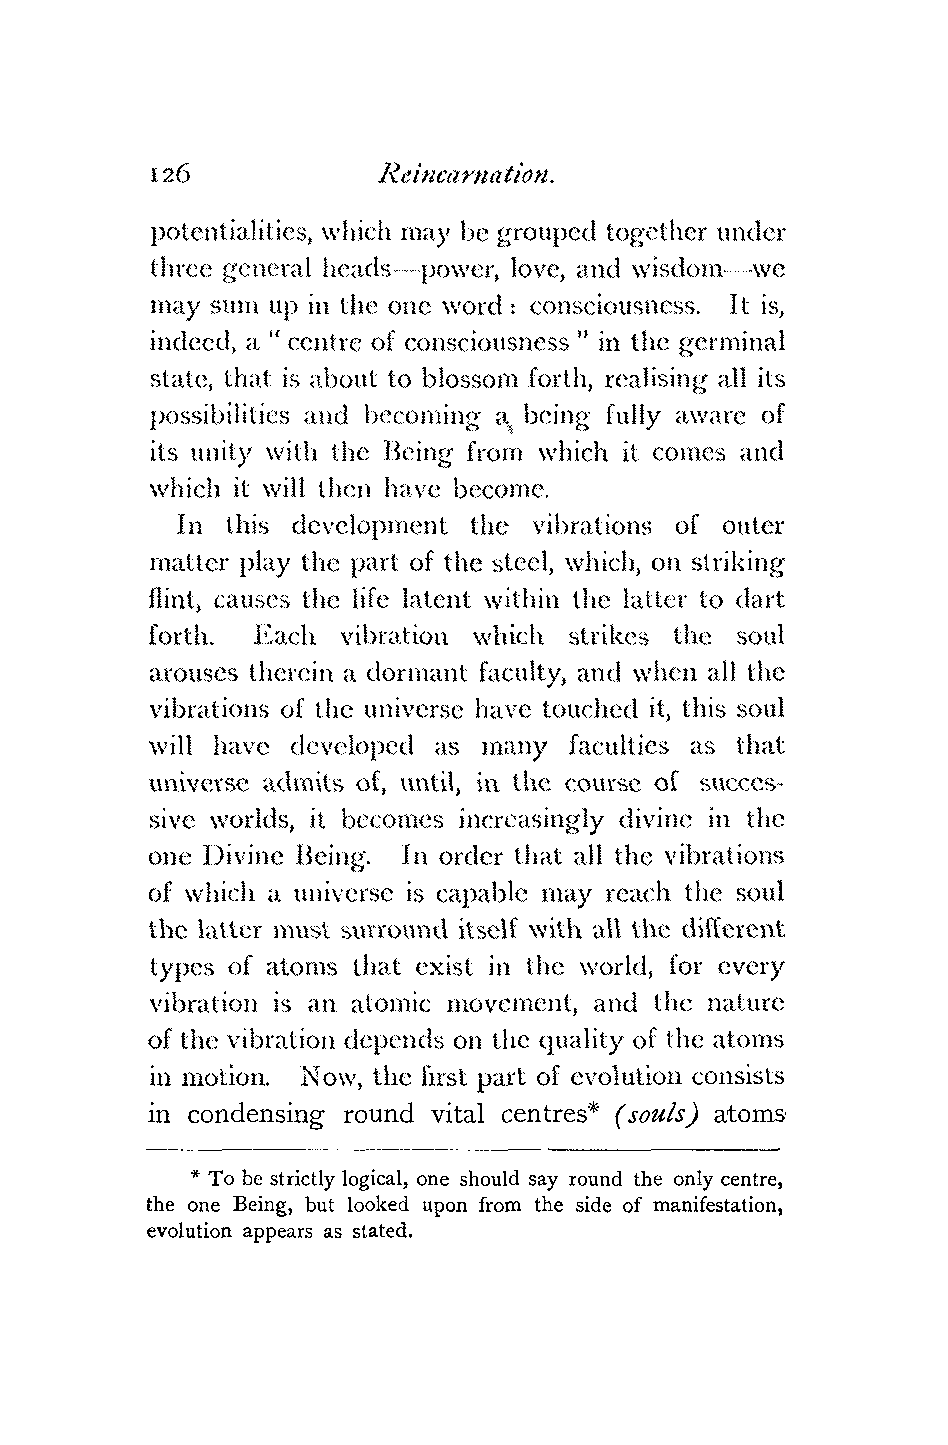 126 Reincarnation.
potentialities, which may be grouped together under
three general heads—power, love, and wisdom—we
may sum up in the one word: consciousness. It is,
indeed, a "centre of consciousness" in the germinal
state, that is about to blossom forth, realising all its
possibilities and becoming a being fully aware of
its unity with the Being from which it comes and
which it will then have become.
In this development the vibrations of outer
matter play the part of the steel, which, on striking
flint, causes the life latent within the latter to dart
forth. Each vibration which strikes the soul
arouses therein a dormant faculty, and when all the
vibrations of the universe have touched it, this soul
will have developed as many faculties as that
universe admits of, until, in the course of succes-
sive worlds, it becomes increasingly divine in the
one Divine Being. In order that all the vibrations
of which a universe is capable may reach the soul
the latter must surround itself with all the different
types of atoms that exist in the world, for every
vibration is an atomic movement, and the nature
of the vibration depends on the quality of the atoms
in motion. Now, the first part of evolution consists
in condensing round vital centres* (souls) atoms
* To be strictly logical, one should say round the only centre,
the one Being, but looked upon from the side of manifestation,
evolution appears as stated.